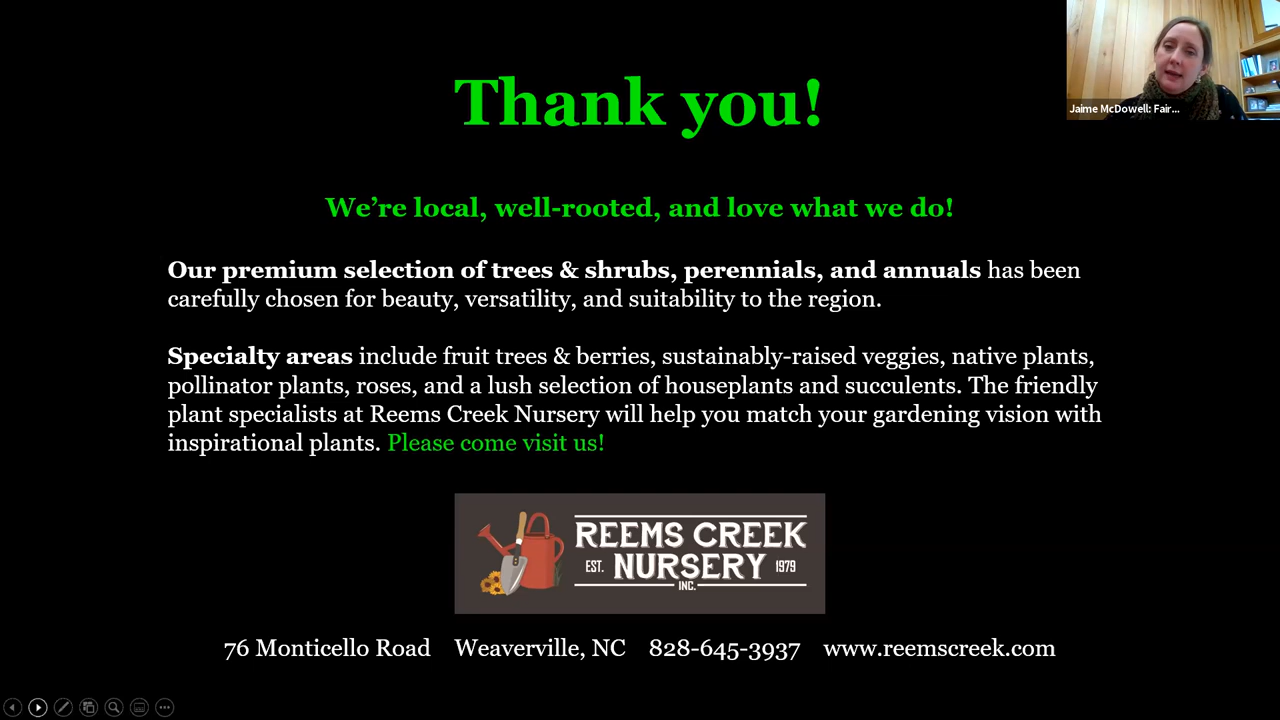 Thank you!
Jaime McDowell: Fair...
We’re local, well-rooted, and love what we do!
Our premium selection of trees & shrubs, perennials, and annuals has been
carefully chosen for beauty, versatility, and suitability to the region.
Specialty areas include fruit trees & berries, sustainably-raised veggies, native plants,
pollinator plants, roses, and a lush selection of houseplants and succulents. The friendly
plant specialists at Reems Creek Nursery will help you match your gardening vision with
inspirational plants. Please come visit us!
REEMS CREEK
EST. NURSERY 1979
INC.
76 Monticello Road Weaverville, NC 828-645-3937 www.reemscreek.com